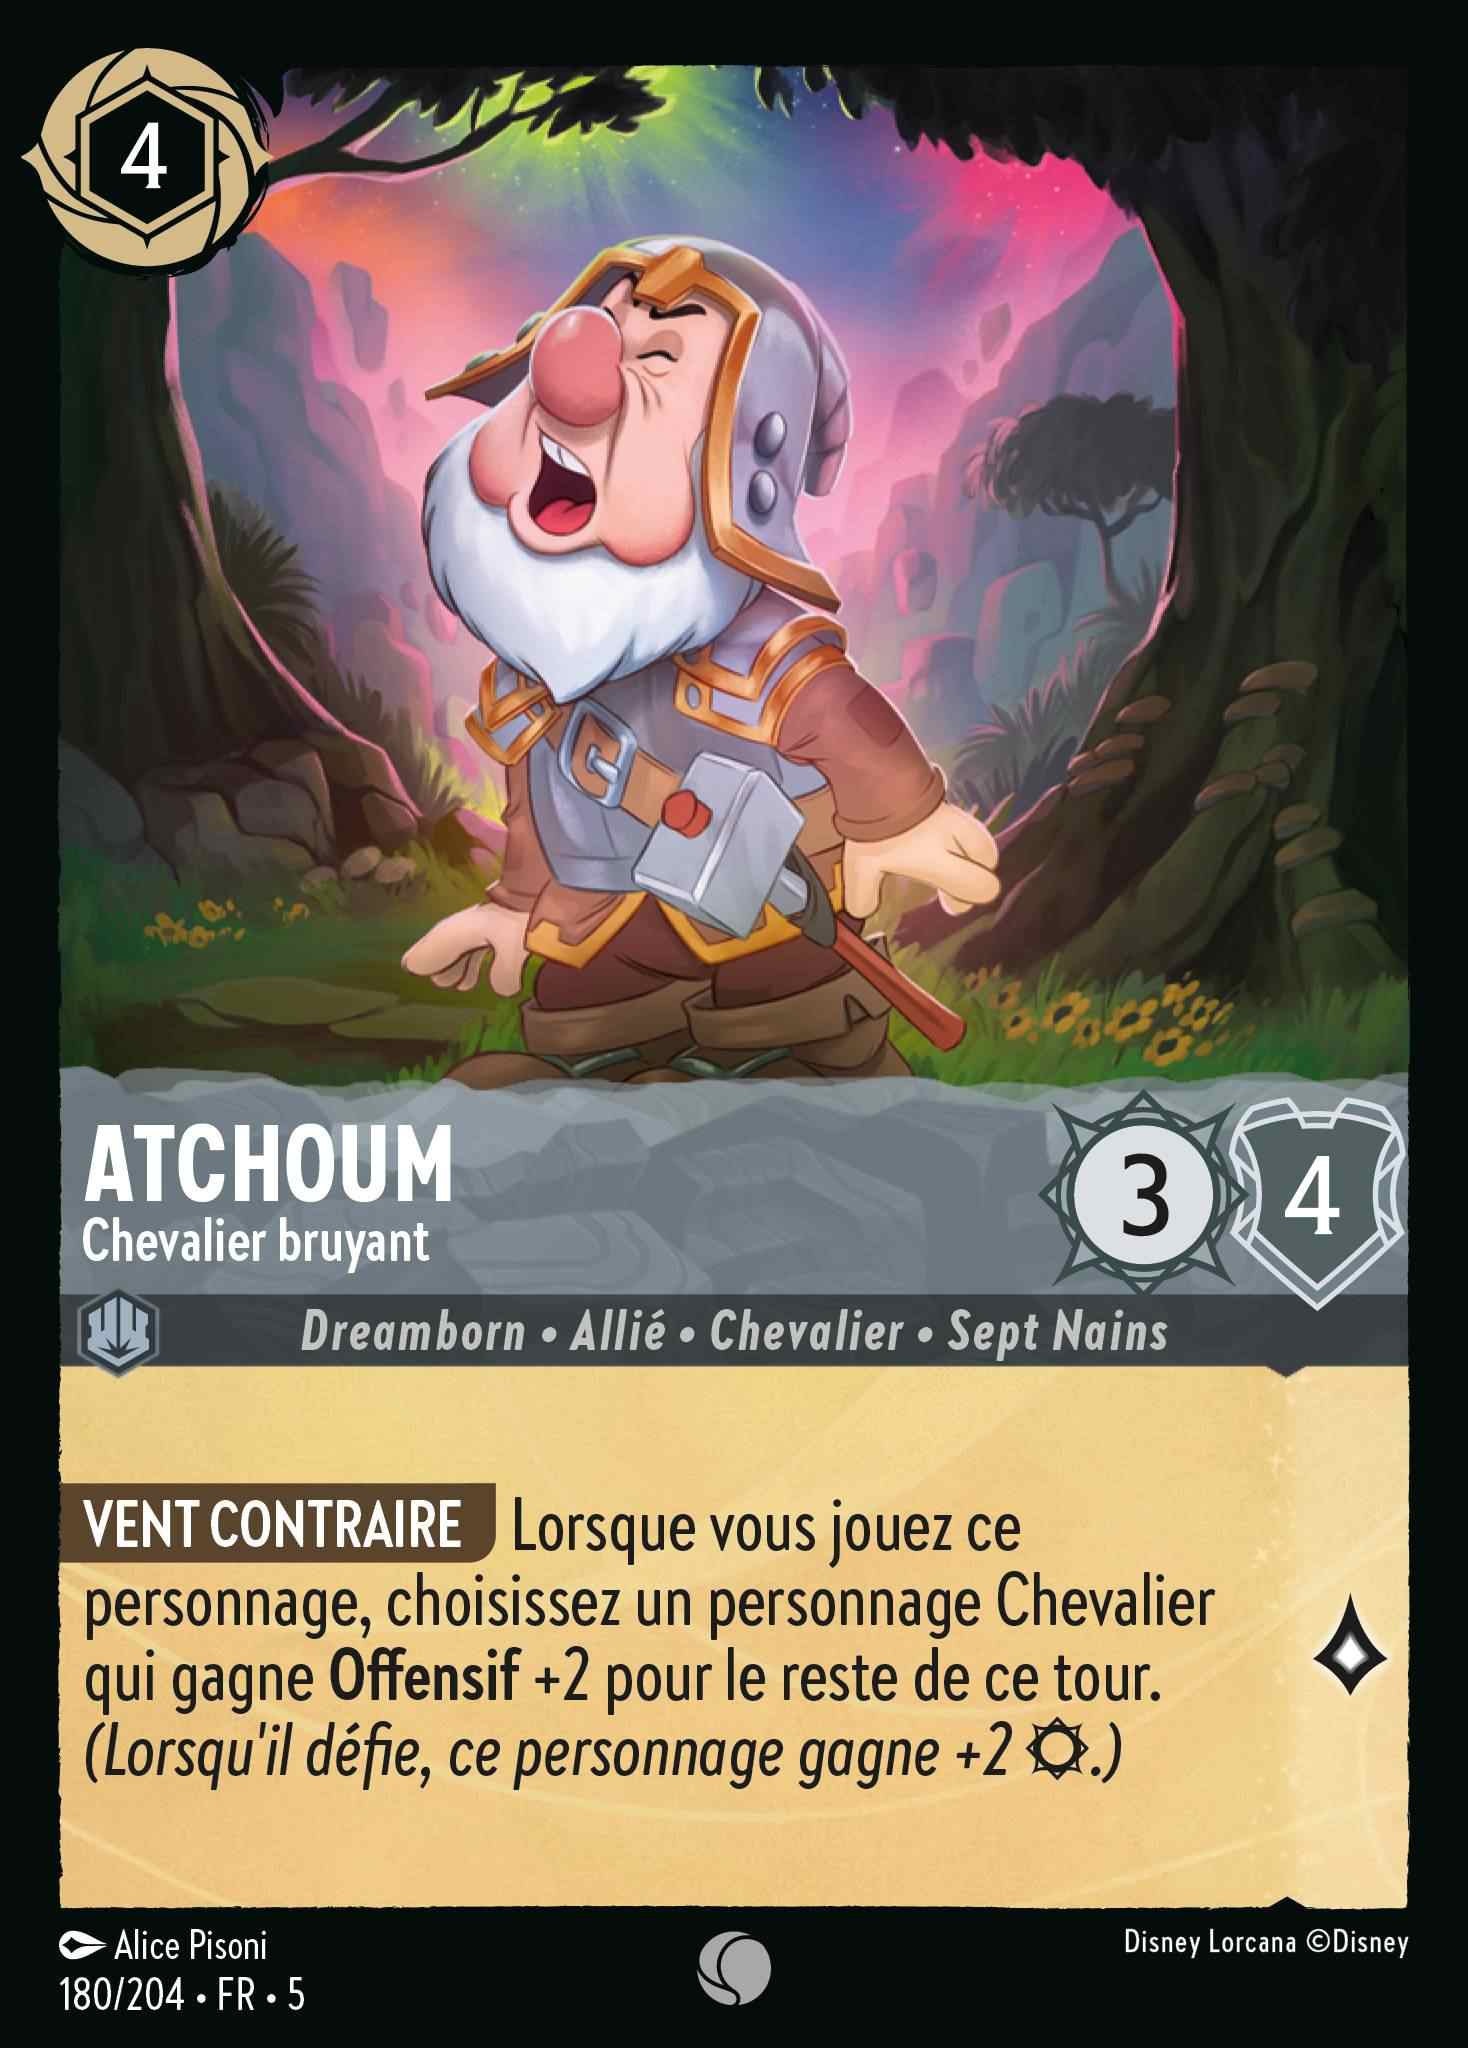 4
ATCHOUM
Chevalier bruyant
3
4
Dreamborn • Allié • Chevalier • Sept Nains
VENT CONTRAIRE Lorsque vous jouez ce
personnage, choisissez un personnage Chevalier
qui gagne Offensif +2 pour le reste de ce tour.
(Lorsqu'il défie, ce personnage gagne +2 .)
Alice Pisoni
Disney Lorcana ©Disney
180/204 • FR • 5